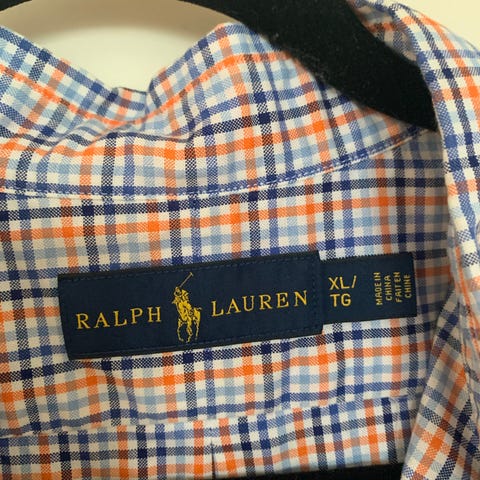 RALPH LAUREN
XL/
TG
MADE IN
CHINA
FAIT EN
CHINE